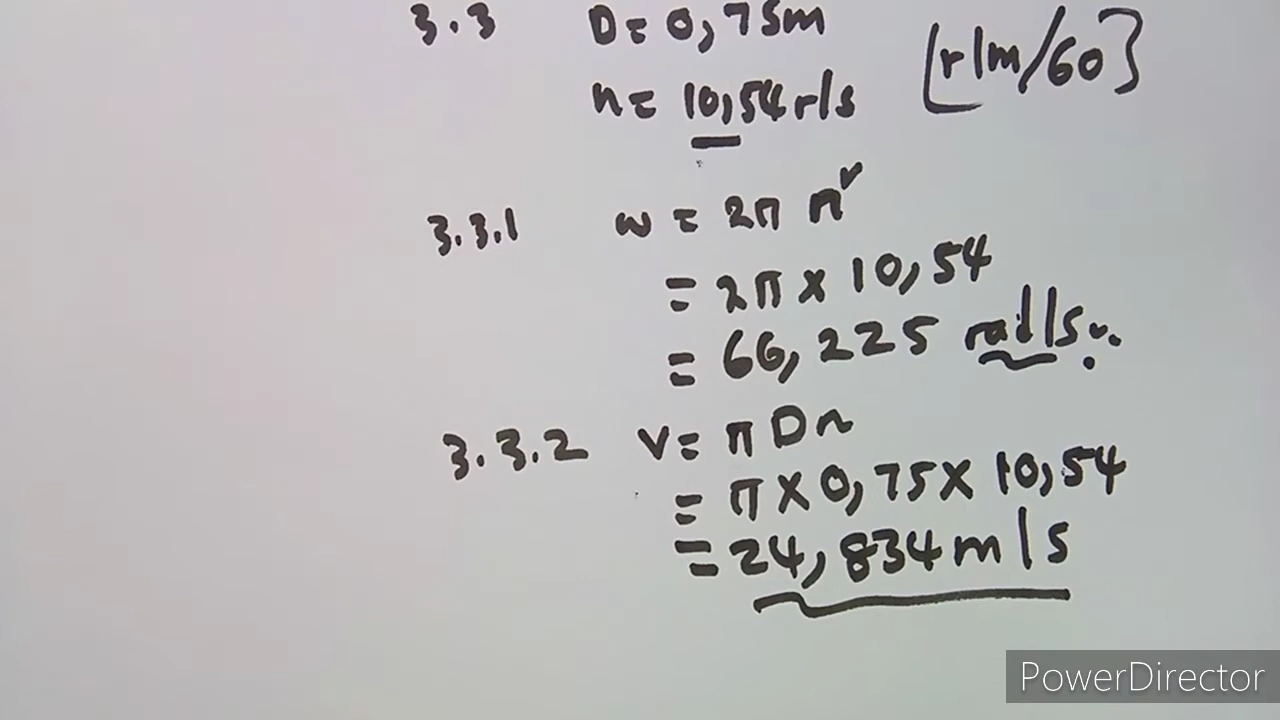 3.3 D = 0,75m
[r/m/60]
n = 10,54 r/s
3.3.1 ω = 2π n
= 2π × 10,54
= 66,225 rad/s
3.3.2 V = π D n
= π × 0,75 × 10,54
= 24,834 m/s
PowerDirector